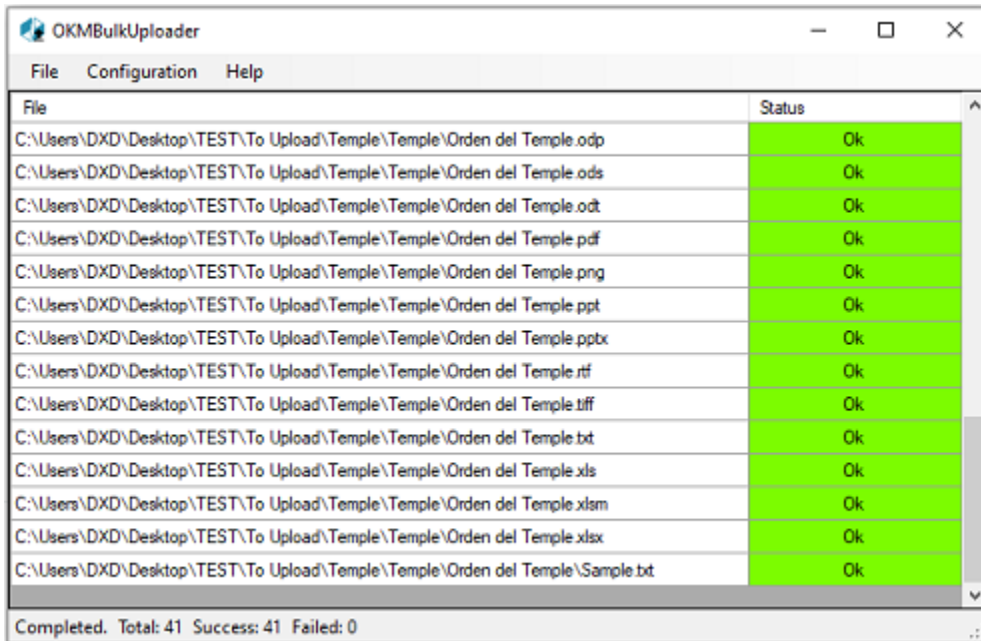 OKMBulkUploader
File Configuration Help
File Status
C:\Users\DXD\Desktop\TEST\To Upload\Temple\Temple\Orden del Temple.odp Ok
C:\Users\DXD\Desktop\TEST\To Upload\Temple\Temple\Orden del Temple.ods Ok
C:\Users\DXD\Desktop\TEST\To Upload\Temple\Temple\Orden del Temple.odt Ok
C:\Users\DXD\Desktop\TEST\To Upload\Temple\Temple\Orden del Temple.pdf Ok
C:\Users\DXD\Desktop\TEST\To Upload\Temple\Temple\Orden del Temple.png Ok
C:\Users\DXD\Desktop\TEST\To Upload\Temple\Temple\Orden del Temple.ppt Ok
C:\Users\DXD\Desktop\TEST\To Upload\Temple\Temple\Orden del Temple.pptx Ok
C:\Users\DXD\Desktop\TEST\To Upload\Temple\Temple\Orden del Temple.rtf Ok
C:\Users\DXD\Desktop\TEST\To Upload\Temple\Temple\Orden del Temple.tiff Ok
C:\Users\DXD\Desktop\TEST\To Upload\Temple\Temple\Orden del Temple.txt Ok
C:\Users\DXD\Desktop\TEST\To Upload\Temple\Temple\Orden del Temple.xls Ok
C:\Users\DXD\Desktop\TEST\To Upload\Temple\Temple\Orden del Temple.xlsm Ok
C:\Users\DXD\Desktop\TEST\To Upload\Temple\Temple\Orden del Temple.xlsx Ok
C:\Users\DXD\Desktop\TEST\To Upload\Temple\Temple\Orden del Temple\Sample.txt Ok
Completed. Total: 41 Success: 41 Failed: 0